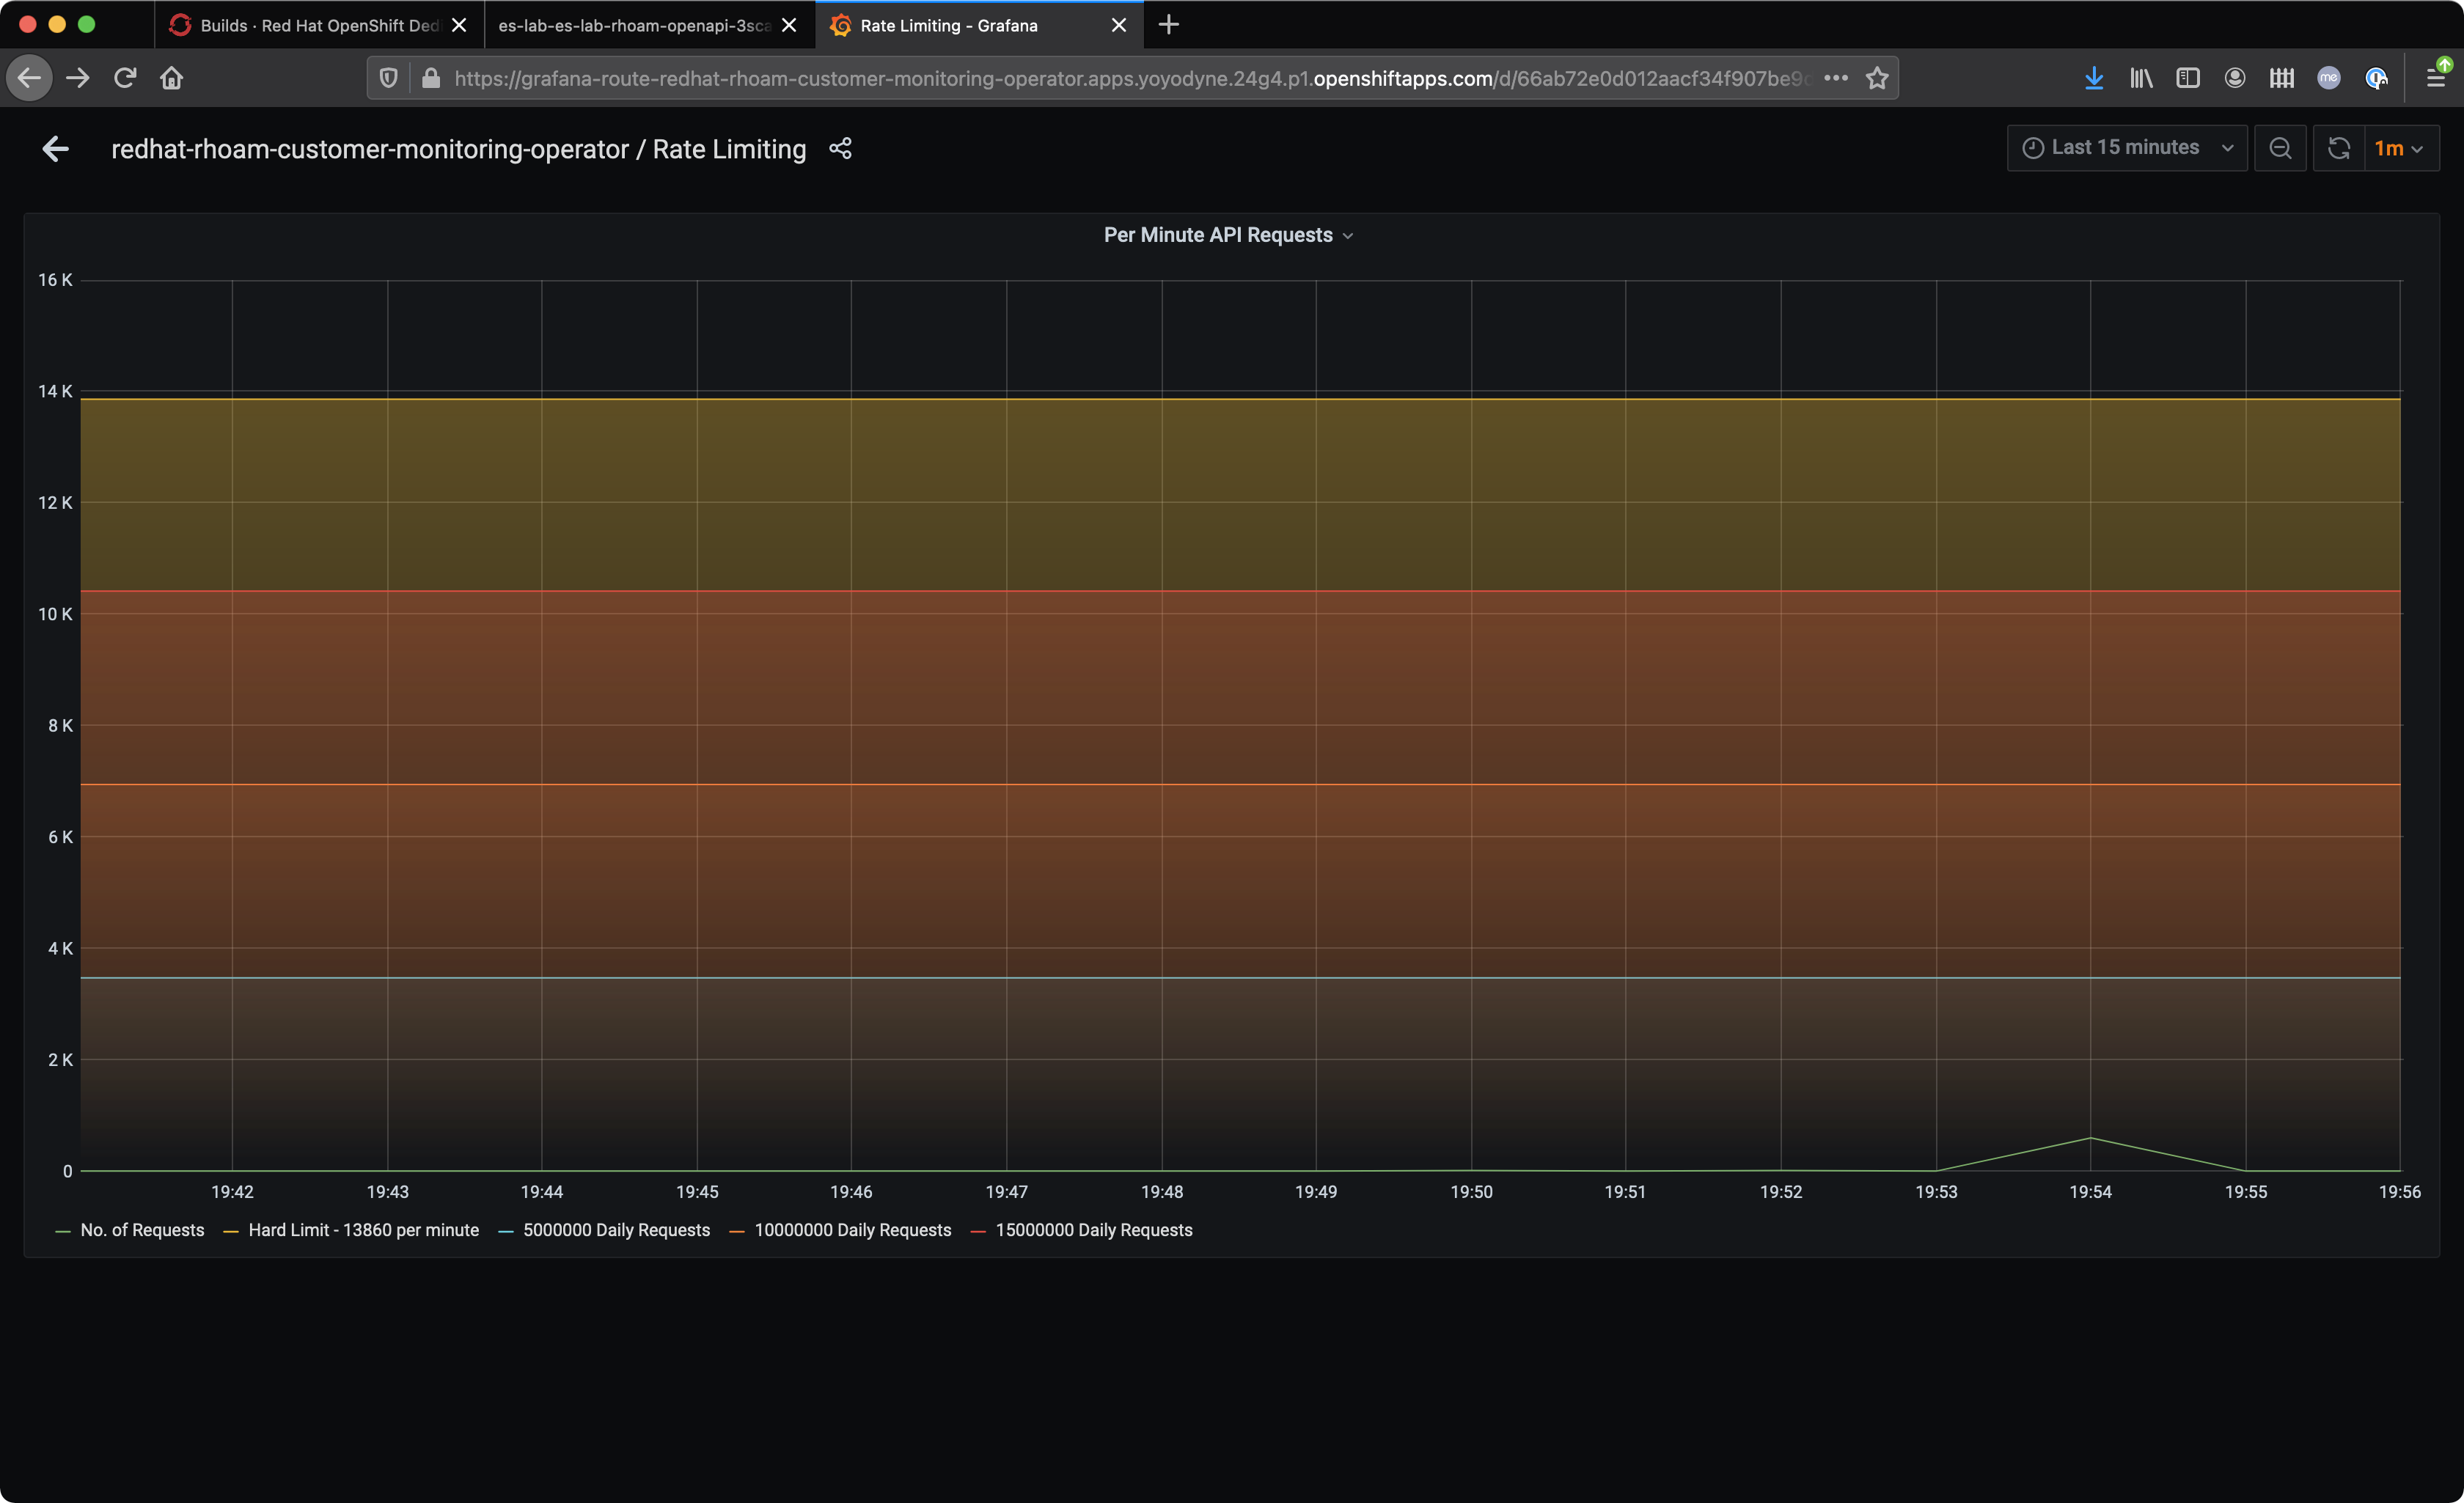 Builds · Red Hat OpenShift Ded
es-lab-es-lab-rhoam-openapi-3sca
Rate Limiting - Grafana
https://grafana-route-redhat-rhoam-customer-monitoring-operator.apps.yoyodyne.24g4.p1.openshiftapps.com/d/66ab72e0d012aacf34f907be9
me
redhat-rhoam-customer-monitoring-operator / Rate Limiting
Last 15 minutes
1m
Per Minute API Requests
16 K
14 K
12 K
10 K
8 K
6 K
4 K
2 K
0
19:42 19:43 19:44 19:45 19:46 19:47 19:48 19:49 19:50 19:51 19:52 19:53 19:54 19:55 19:56
No. of Requests Hard Limit - 13860 per minute 5000000 Daily Requests 10000000 Daily Requests 15000000 Daily Requests